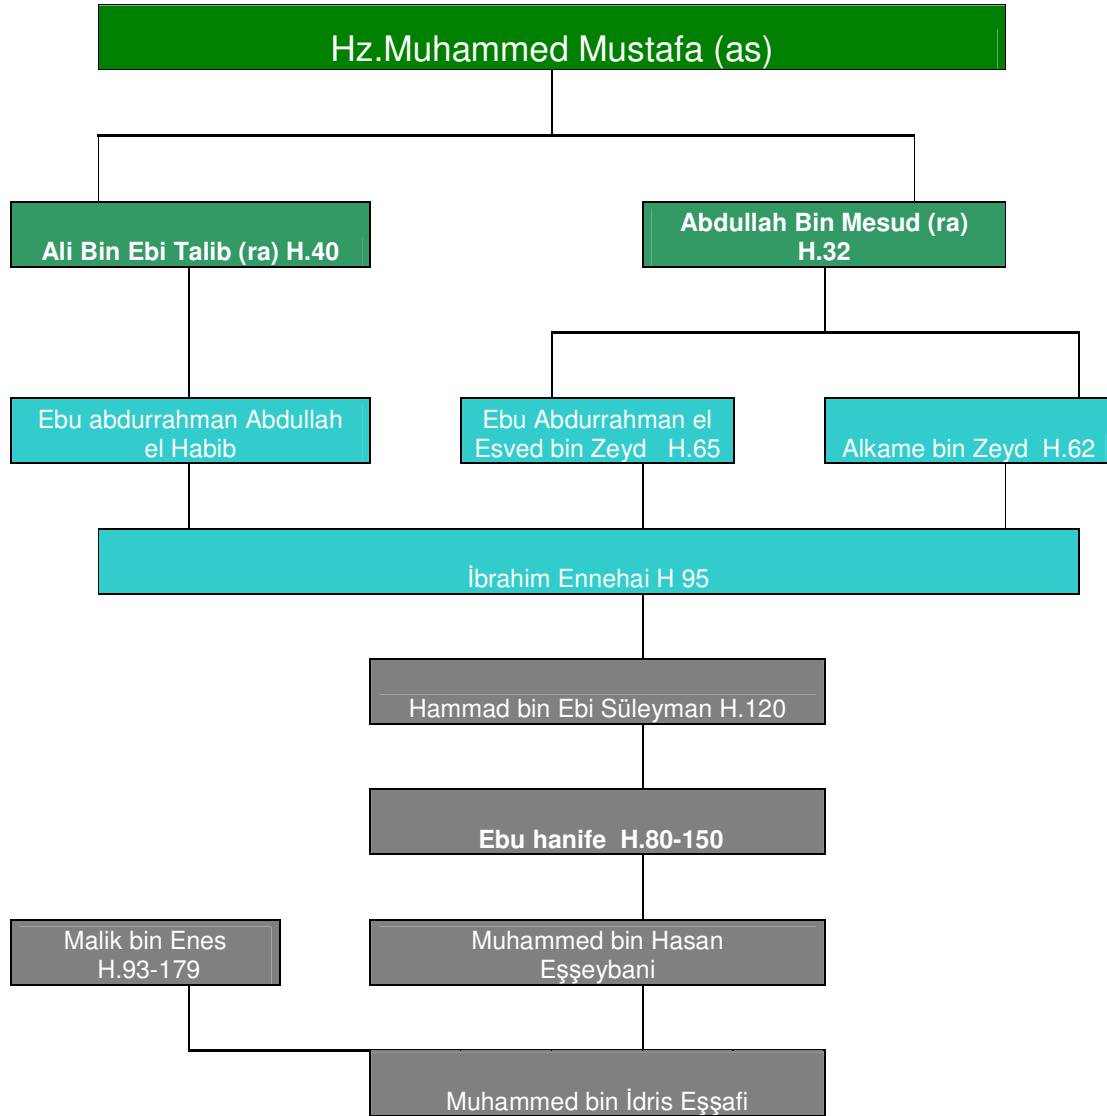 Hz.Muhammed Mustafa (as)
Ali Bin Ebi Talib (ra) H.40
Abdullah Bin Mesud (ra)
H.32
Ebu abdurrahman Abdullah
el Habib
Ebu Abdurrahman el
Esved bin Zeyd H.65
Alkame bin Zeyd H.62
İbrahim Ennehai H 95
Hammad bin Ebi Süleyman H.120
Ebu hanife H.80-150
Malik bin Enes
H.93-179
Muhammed bin Hasan
Eşşeybani
Muhammed bin İdris Eşşafi